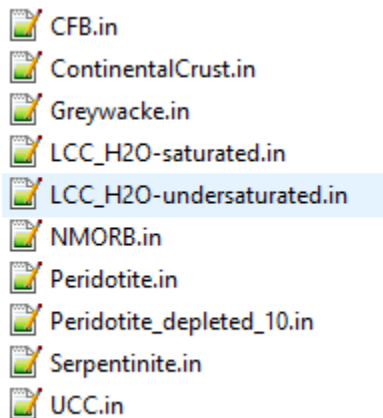 CFB.in
ContinentalCrust.in
Greywacke.in
LCC_H2O-saturated.in
LCC_H2O-undersaturated.in
NMORB.in
Peridotite.in
Peridotite_depleted_10.in
Serpentinite.in
UCC.in